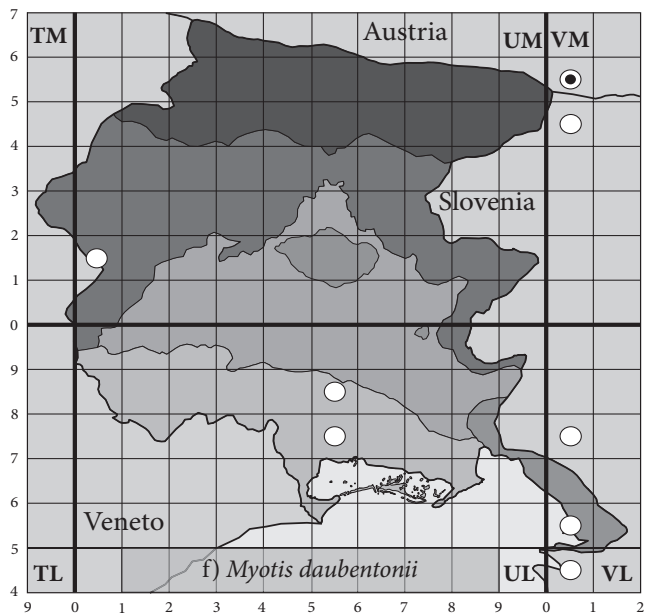 7 TM Austria UM VM
6
5
4
3 Slovenia
2
1
0
9
8
7
6 Veneto
5
4 TL f) Myotis daubentonii UL VL
9 0 1 2 3 4 5 6 7 8 9 0 1 2